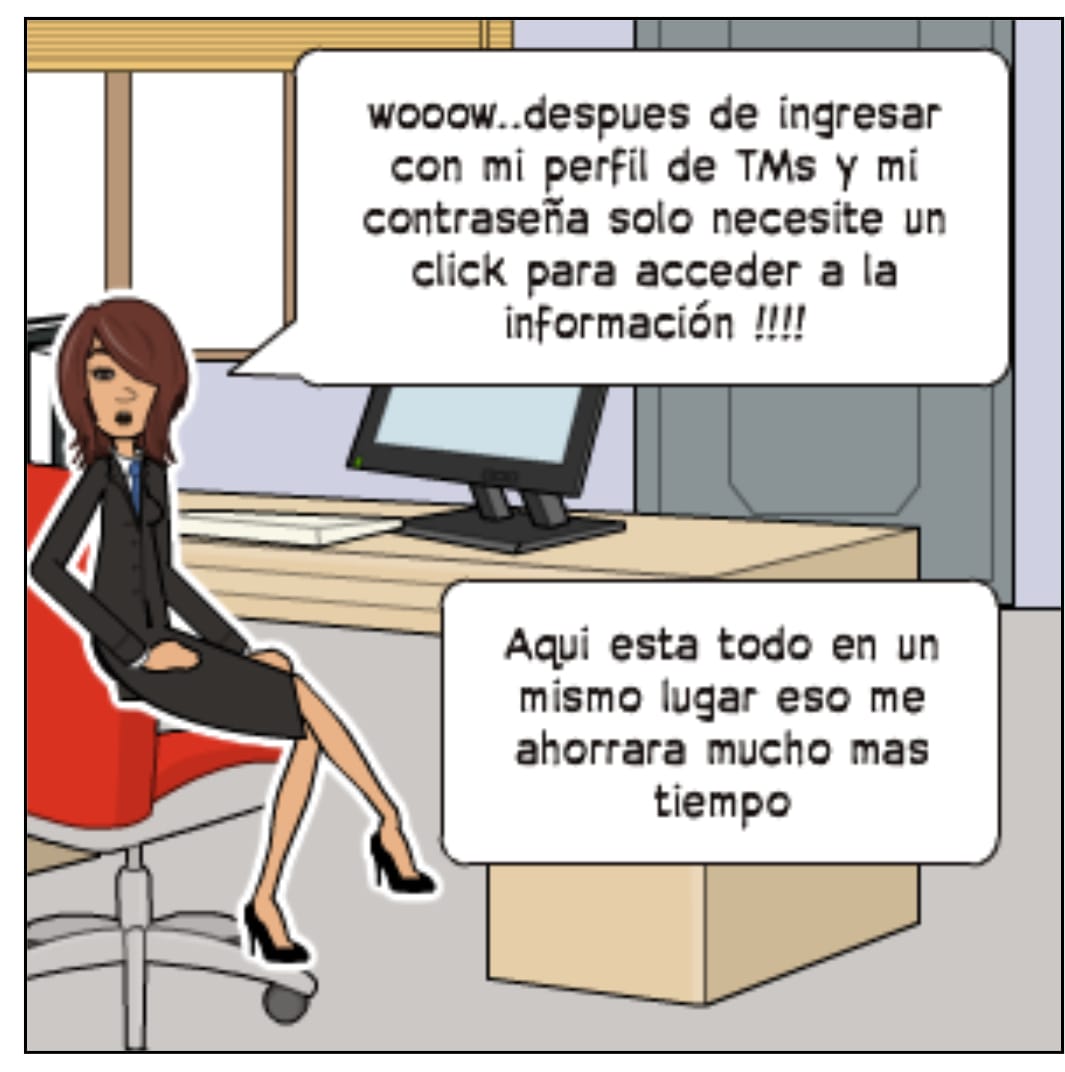 wooow..despues de ingresar
con mi perfil de TMs y mi
contraseña solo necesite un
click para acceder a la
información !!!!
Aqui esta todo en un
mismo lugar eso me
ahorrara mucho mas
tiempo